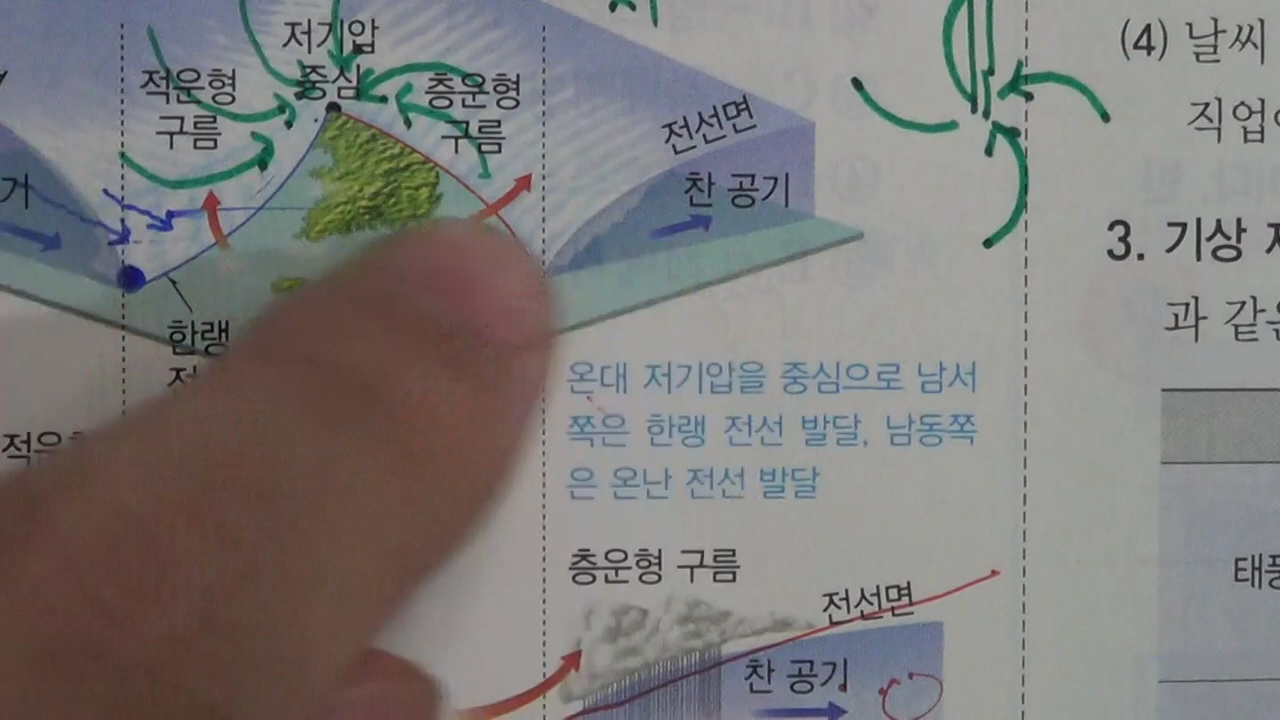 저기압
중심
적운형
구름
층운형
구름
전선면
찬 공기
기
한랭
온대 저기압을 중심으로 남서
쪽은 한랭 전선 발달, 남동쪽
은 온난 전선 발달
층운형 구름
전선면
찬 공기
(4) 날씨
3. 기상
과 같은